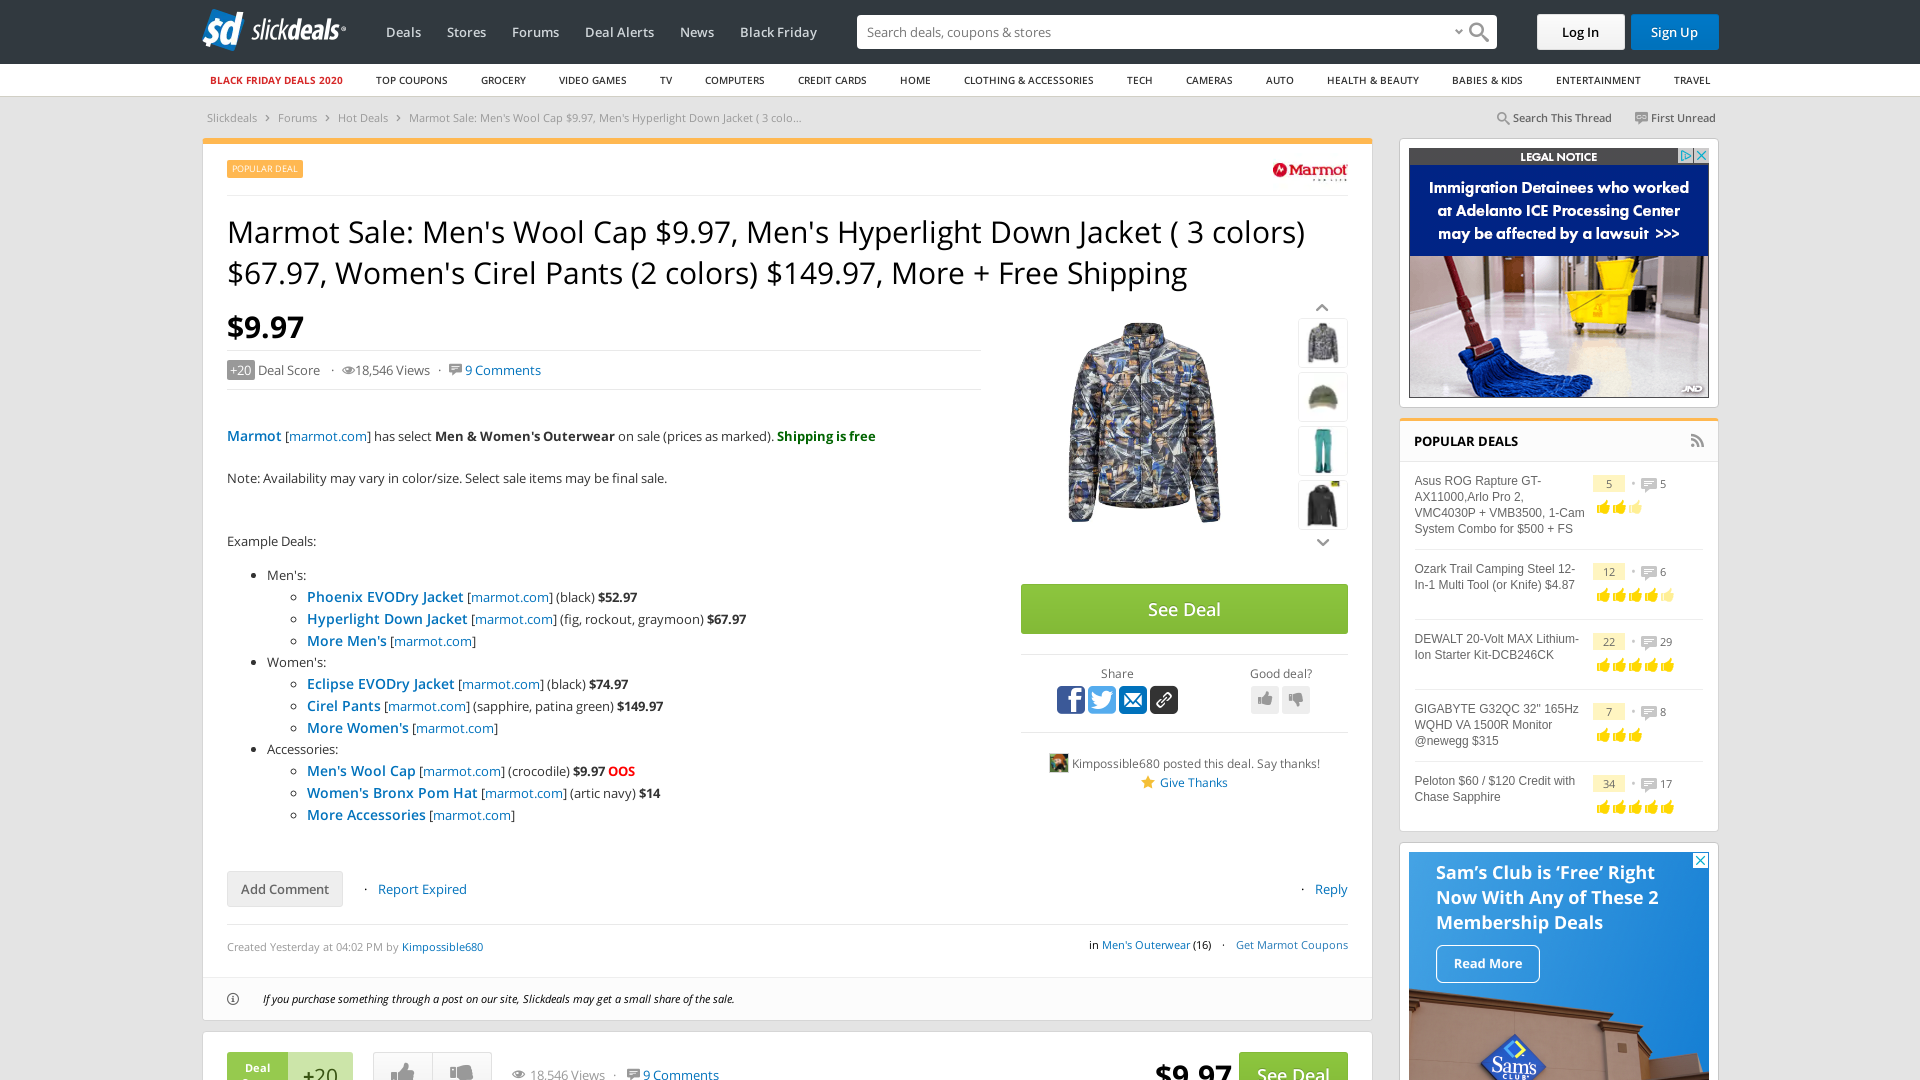 slickdeals
Deals
Stores
Forums
Deal Alerts
News
Black Friday
Search deals, coupons & stores
Log In
Sign Up
BLACK FRIDAY DEALS 2020
TOP COUPONS
GROCERY
VIDEO GAMES
TV
COMPUTERS
CREDIT CARDS
HOME
CLOTHING & ACCESSORIES
TECH
CAMERAS
AUTO
HEALTH & BEAUTY
BABIES & KIDS
ENTERTAINMENT
TRAVEL
Slickdeals > Forums > Hot Deals > Marmot Sale: Men's Wool Cap $9.97, Men's Hyperlight Down Jacket ( 3 colo...
Search This Thread
First Unread
POPULAR DEAL
Marmot
Marmot Sale: Men's Wool Cap $9.97, Men's Hyperlight Down Jacket ( 3 colors)
$67.97, Women's Cirel Pants (2 colors) $149.97, More + Free Shipping
$9.97
+20 Deal Score · 18,546 Views · 9 Comments
Marmot [marmot.com] has select Men & Women's Outerwear on sale (prices as marked). Shipping is free
Note: Availability may vary in color/size. Select sale items may be final sale.
Example Deals:
Men's:
Phoenix EVODry Jacket [marmot.com] (black) $52.97
Hyperlight Down Jacket [marmot.com] (fig, rockout, graymoon) $67.97
More Men's [marmot.com]
Women's:
Eclipse EVODry Jacket [marmot.com] (black) $74.97
Cirel Pants [marmot.com] (sapphire, patina green) $149.97
More Women's [marmot.com]
Accessories:
Men's Wool Cap [marmot.com] (crocodile) $9.97 OOS
Women's Bronx Pom Hat [marmot.com] (artic navy) $14
More Accessories [marmot.com]
See Deal
Share
Good deal?
Kimpossible680 posted this deal. Say thanks!
Give Thanks
Add Comment
· Report Expired
· Reply
Created Yesterday at 04:02 PM by Kimpossible680
in Men's Outerwear (16) · Get Marmot Coupons
If you purchase something through a post on our site, Slickdeals may get a small share of the sale.
Deal
+20
18,546 Views · 9 Comments
$9.97
See Deal
LEGAL NOTICE
Immigration Detainees who worked
at Adelanto ICE Processing Center
may be affected by a lawsuit >>>
JND
POPULAR DEALS
Asus ROG Rapture GT-
AX11000,Arlo Pro 2,
VMC4030P + VMB3500, 1-Cam
System Combo for $500 + FS
5 · 5
Ozark Trail Camping Steel 12-
In-1 Multi Tool (or Knife) $4.87
12 · 6
DEWALT 20-Volt MAX Lithium-
Ion Starter Kit-DCB246CK
22 · 29
GIGABYTE G32QC 32" 165Hz
WQHD VA 1500R Monitor
@newegg $315
7 · 8
Peloton $60 / $120 Credit with
Chase Sapphire
34 · 17
Sam's Club is 'Free' Right
Now With Any of These 2
Membership Deals
Read More
Sam's
CLUB